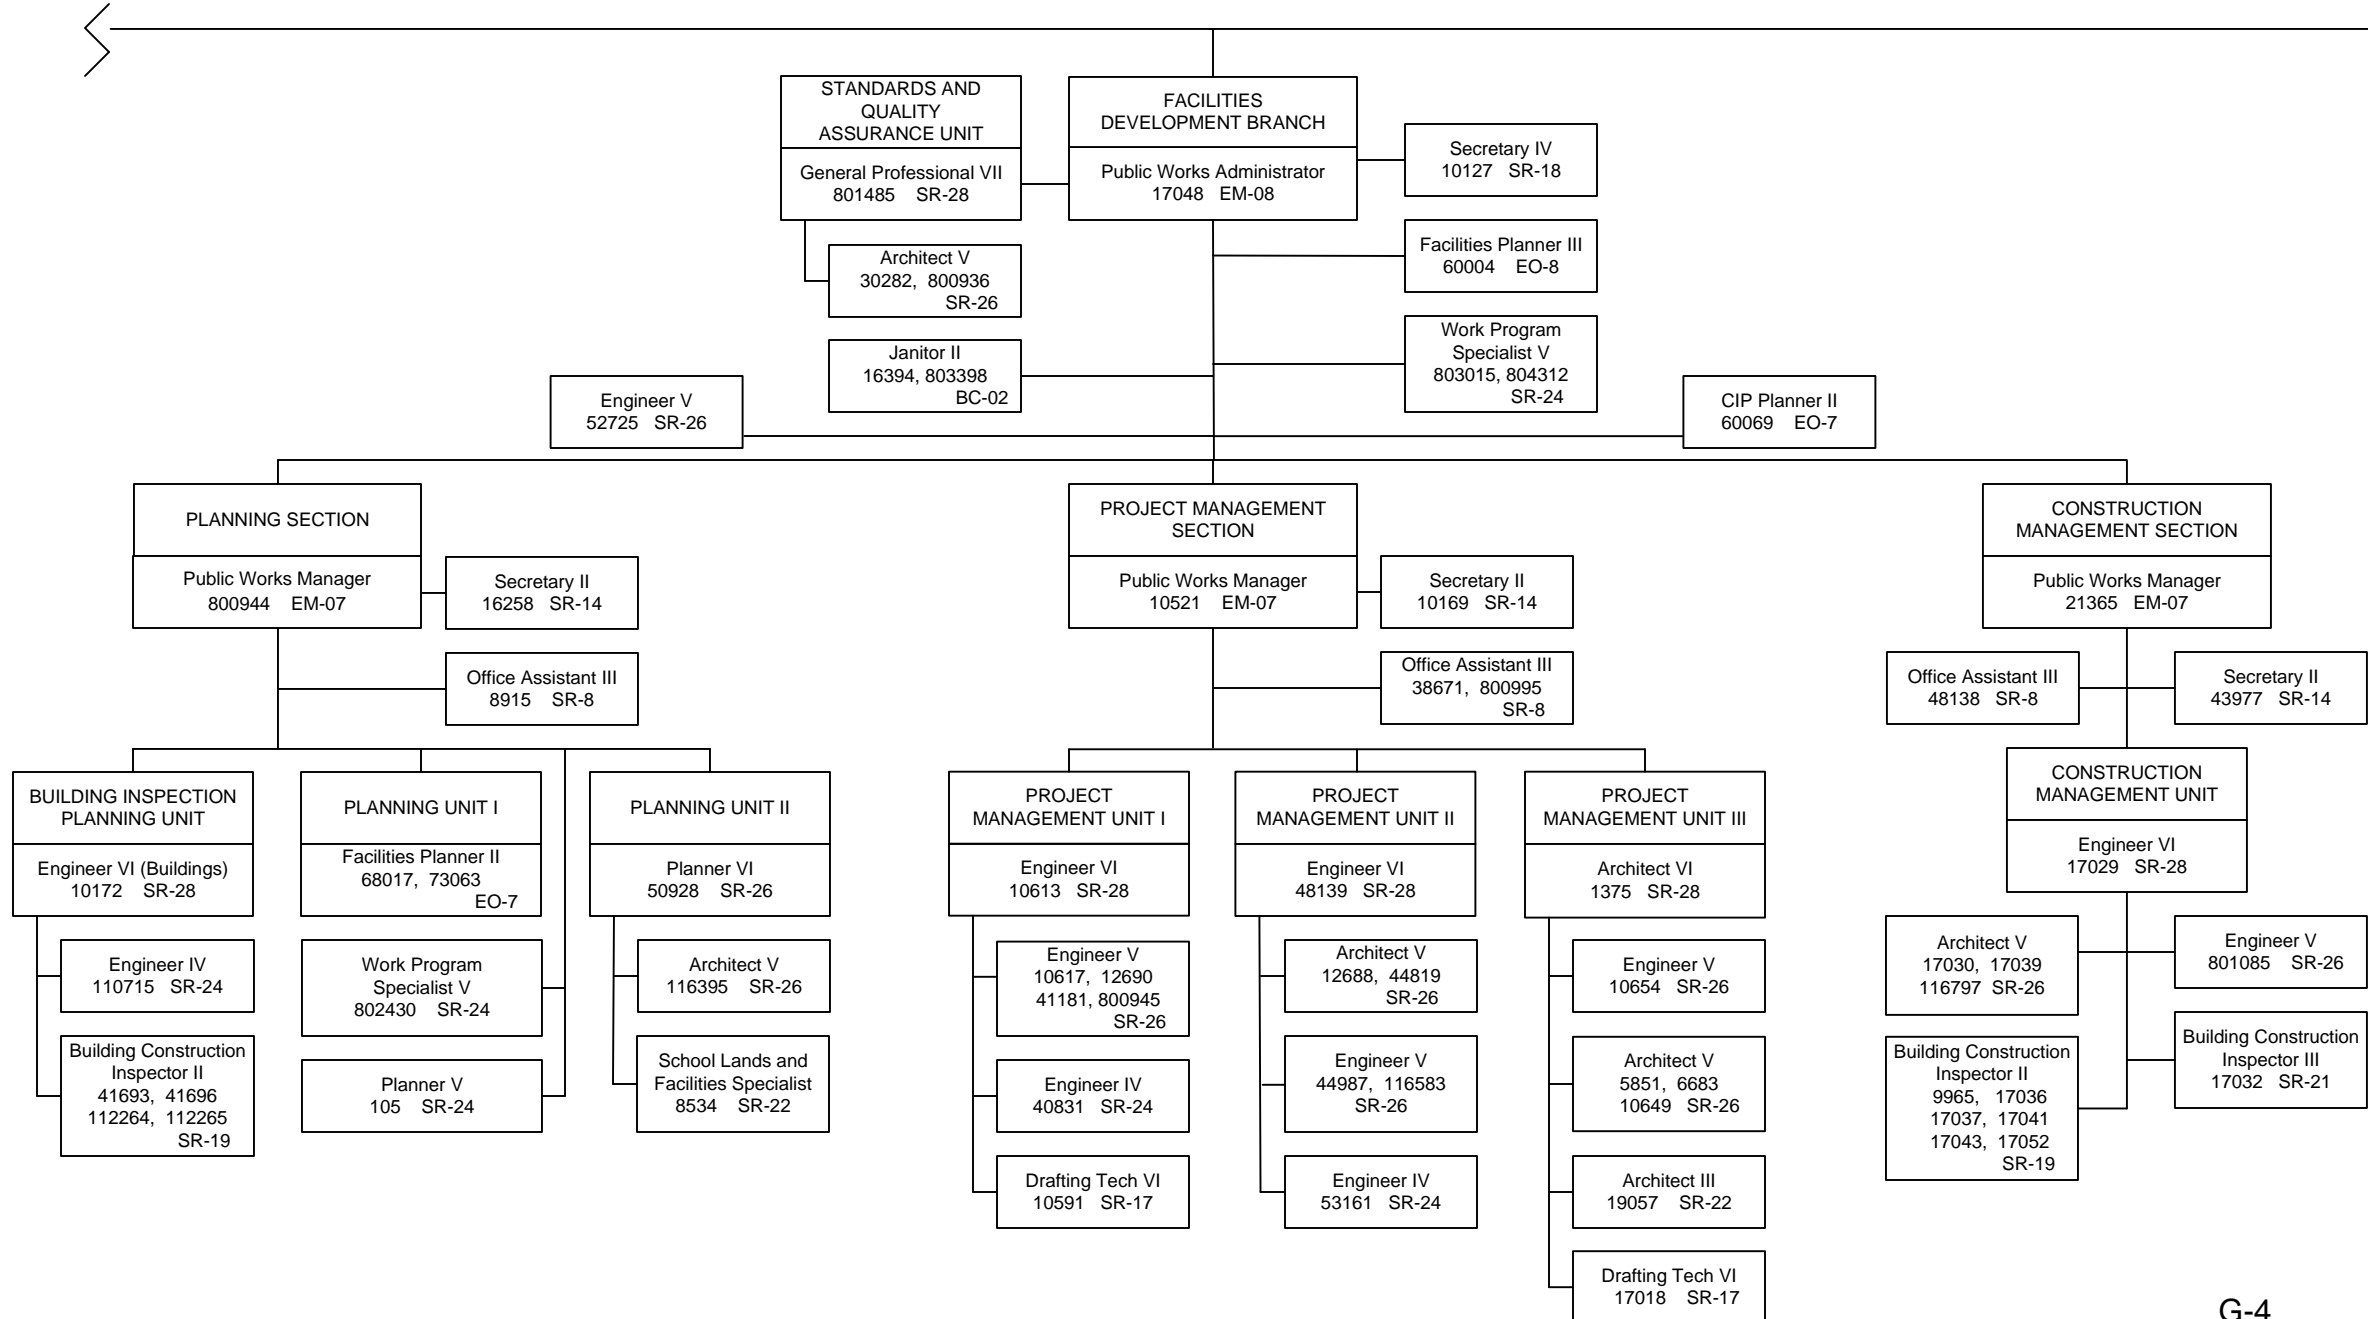 STANDARDS AND
QUALITY
ASSURANCE UNIT
General Professional VII
801485 SR-28
Architect V
30282, 800936
SR-26
FACILITIES
DEVELOPMENT BRANCH
Public Works Administrator
17048 EM-08
Secretary IV
10127 SR-18
Facilities Planner III
60004 EO-8
Janitor II
16394, 803398
BC-02
Work Program
Specialist V
803015, 804312
SR-24
Engineer V
52725 SR-26
CIP Planner II
60069 EO-7
PLANNING SECTION
Public Works Manager
800944 EM-07
Secretary II
16258 SR-14
Office Assistant III
8915 SR-8
BUILDING INSPECTION
PLANNING UNIT
Engineer VI (Buildings)
10172 SR-28
Engineer IV
110715 SR-24
Building Construction
Inspector II
41693, 41696
112264, 112265
SR-19
PLANNING UNIT I
Facilities Planner II
68017, 73063
EO-7
Work Program
Specialist V
802430 SR-24
Planner V
105 SR-24
PLANNING UNIT II
Planner VI
50928 SR-26
Architect V
116395 SR-26
School Lands and
Facilities Specialist
8534 SR-22
PROJECT MANAGEMENT
SECTION
Public Works Manager
10521 EM-07
Secretary II
10169 SR-14
Office Assistant III
38671, 800995
SR-8
PROJECT
MANAGEMENT UNIT I
Engineer VI
10613 SR-28
Engineer V
10617, 12690
41181, 800945
SR-26
Engineer IV
40831 SR-24
Drafting Tech VI
10591 SR-17
PROJECT
MANAGEMENT UNIT II
Engineer VI
48139 SR-28
Architect V
12688, 44819
SR-26
Engineer V
44987, 116583
SR-26
Engineer IV
53161 SR-24
PROJECT
MANAGEMENT UNIT III
Architect VI
1375 SR-28
Engineer V
10654 SR-26
Architect V
5851, 6683
10649 SR-26
Architect III
19057 SR-22
Drafting Tech VI
17018 SR-17
CONSTRUCTION
MANAGEMENT SECTION
Public Works Manager
21365 EM-07
Office Assistant III
48138 SR-8
Secretary II
43977 SR-14
CONSTRUCTION
MANAGEMENT UNIT
Engineer VI
17029 SR-28
Architect V
17030, 17039
116797 SR-26
Engineer V
801085 SR-26
Building Construction
Inspector II
9965, 17036
17037, 17041
17043, 17052
SR-19
Building Construction
Inspector III
17032 SR-21
G-4